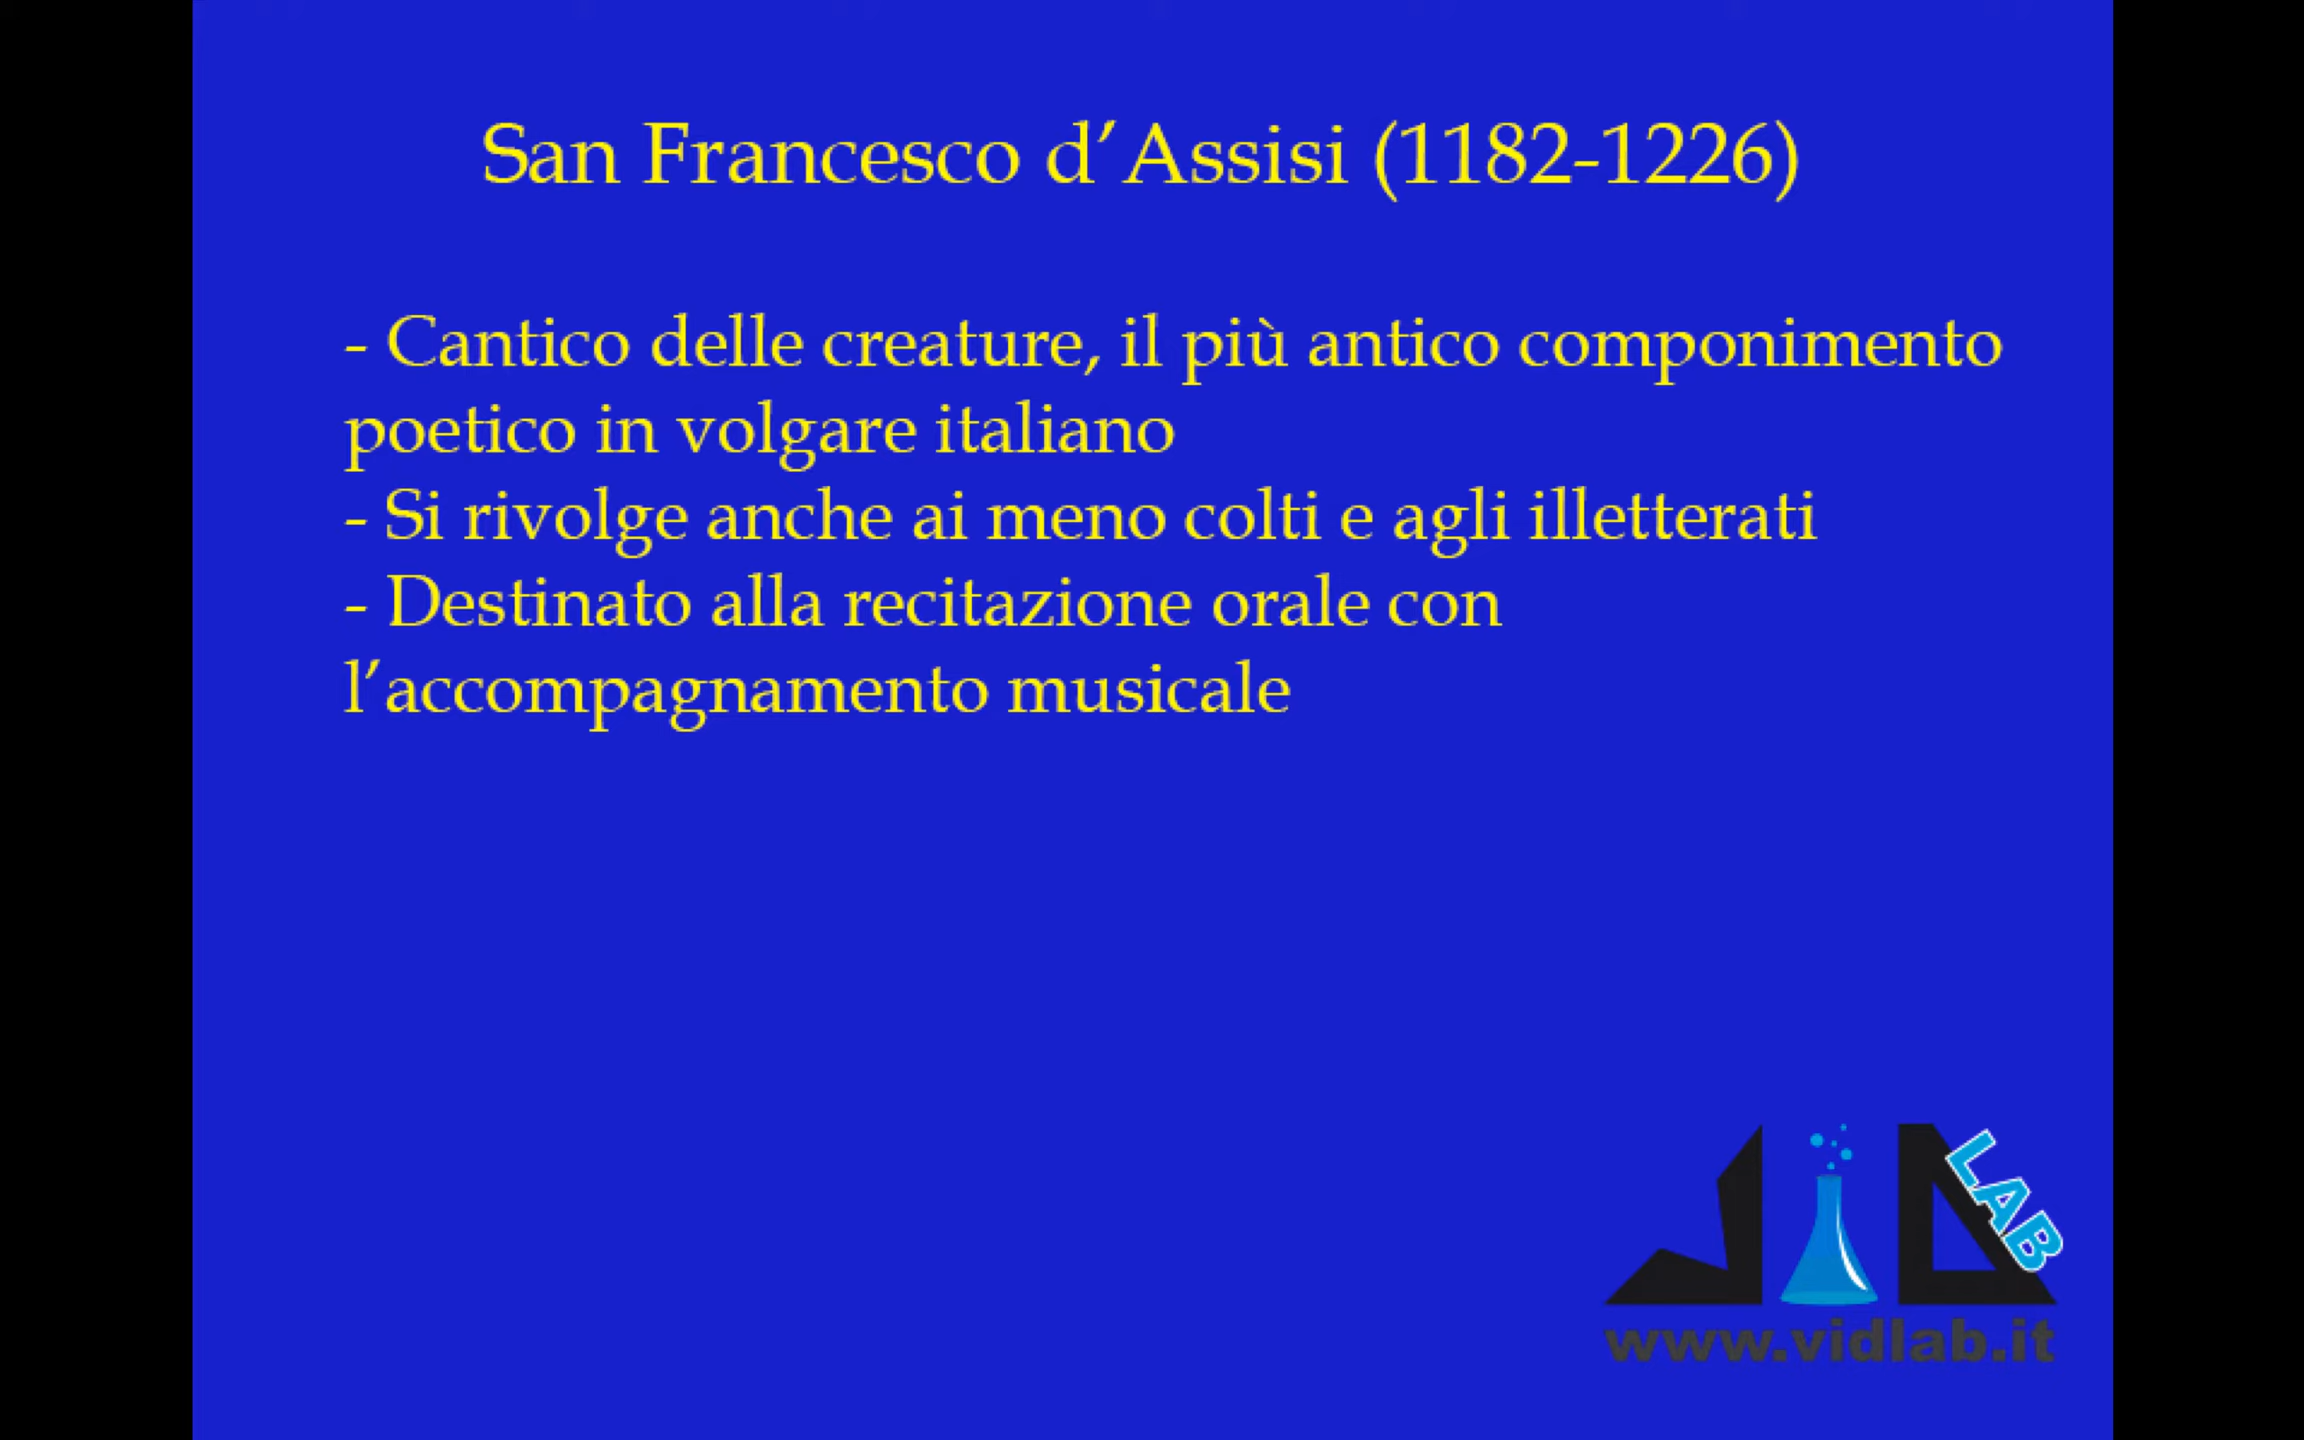 San Francesco d’Assisi (1182-1226)
- Cantico delle creature, il più antico componimento
poetico in volgare italiano
- Si rivolge anche ai meno colti e agli illetterati
- Destinato alla recitazione orale con
l’accompagnamento musicale
LAB
www.vidlab.it